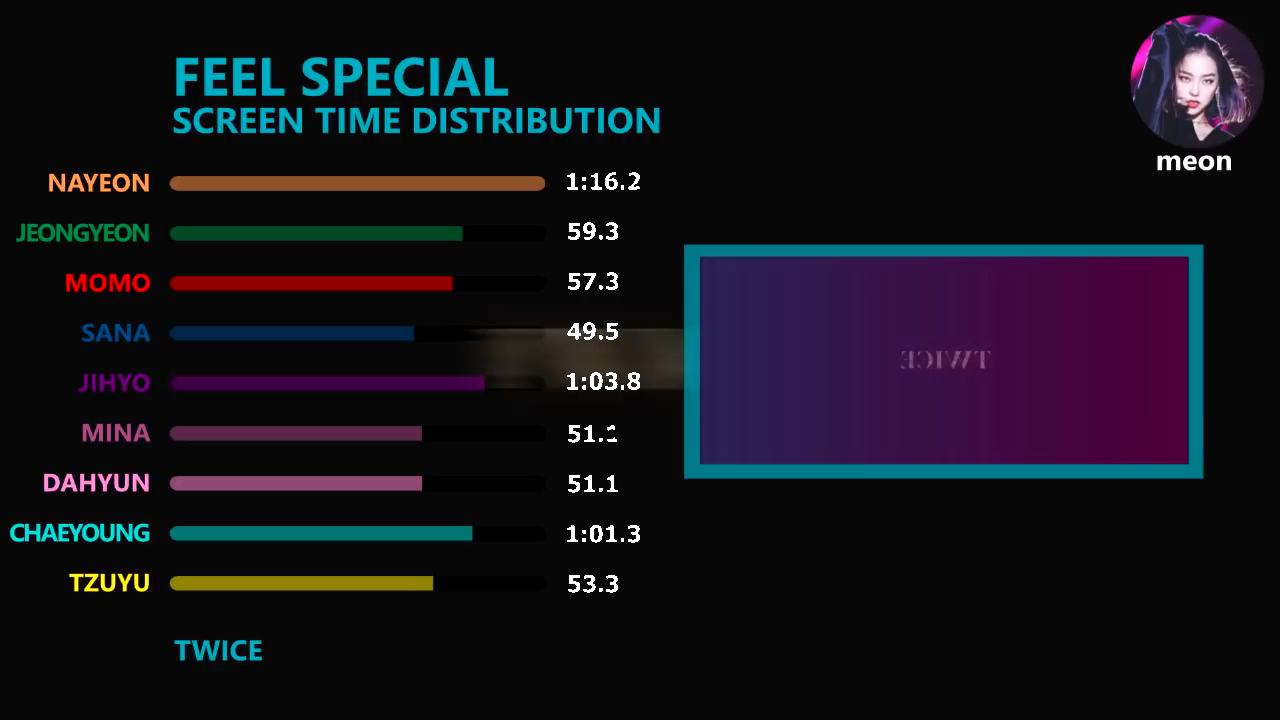 FEEL SPECIAL
SCREEN TIME DISTRIBUTION
meon
NAYEON 1:16.2
JEONGYEON 59.3
MOMO 57.3
SANA 49.5
JIHYO 1:03.8
MINA
DAHYUN 51.1
CHAEYOUNG 1:01.3
TZUYU 53.3
TWICE
TWICE